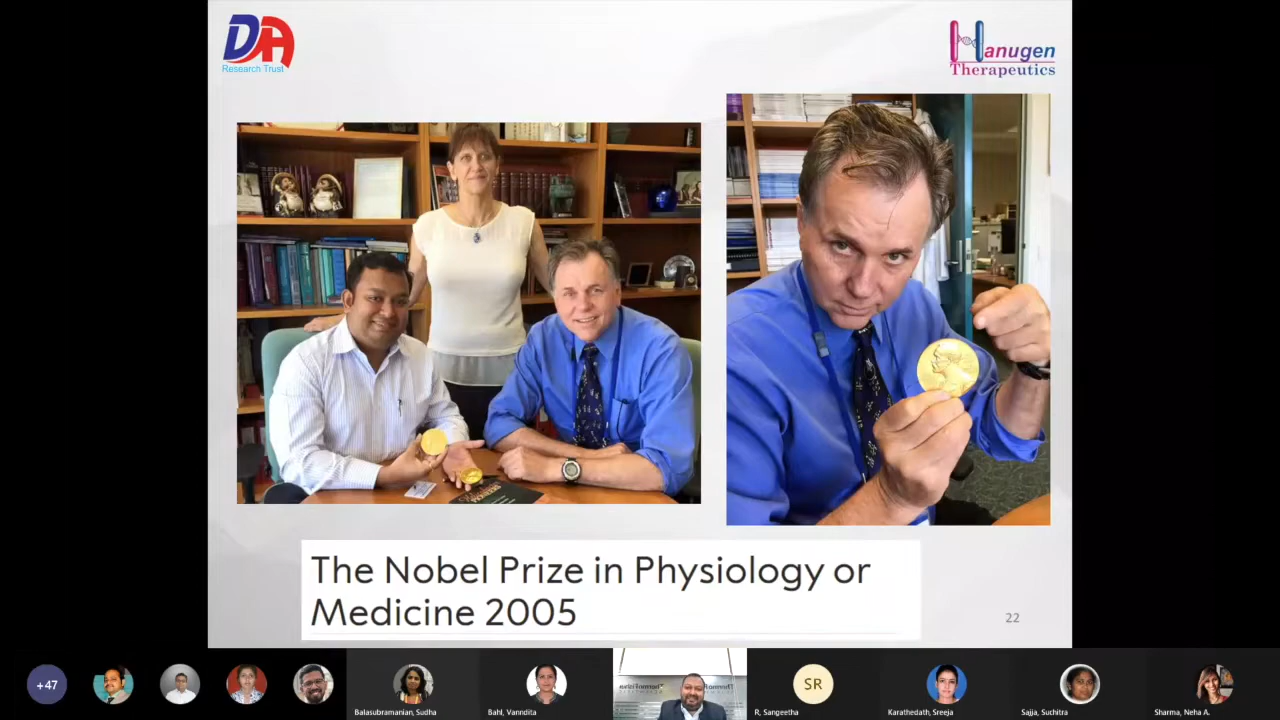 DA
Research Trust
Hanugen
Therapeutics
The Nobel Prize in Physiology or
Medicine 2005
22
+47
Balasubramanian, Sudha
Bahl, Vanndita
SR
R, Sangeetha
Karathedath, Sreeja
Sajja, Suchitra
Sharma, Neha A.